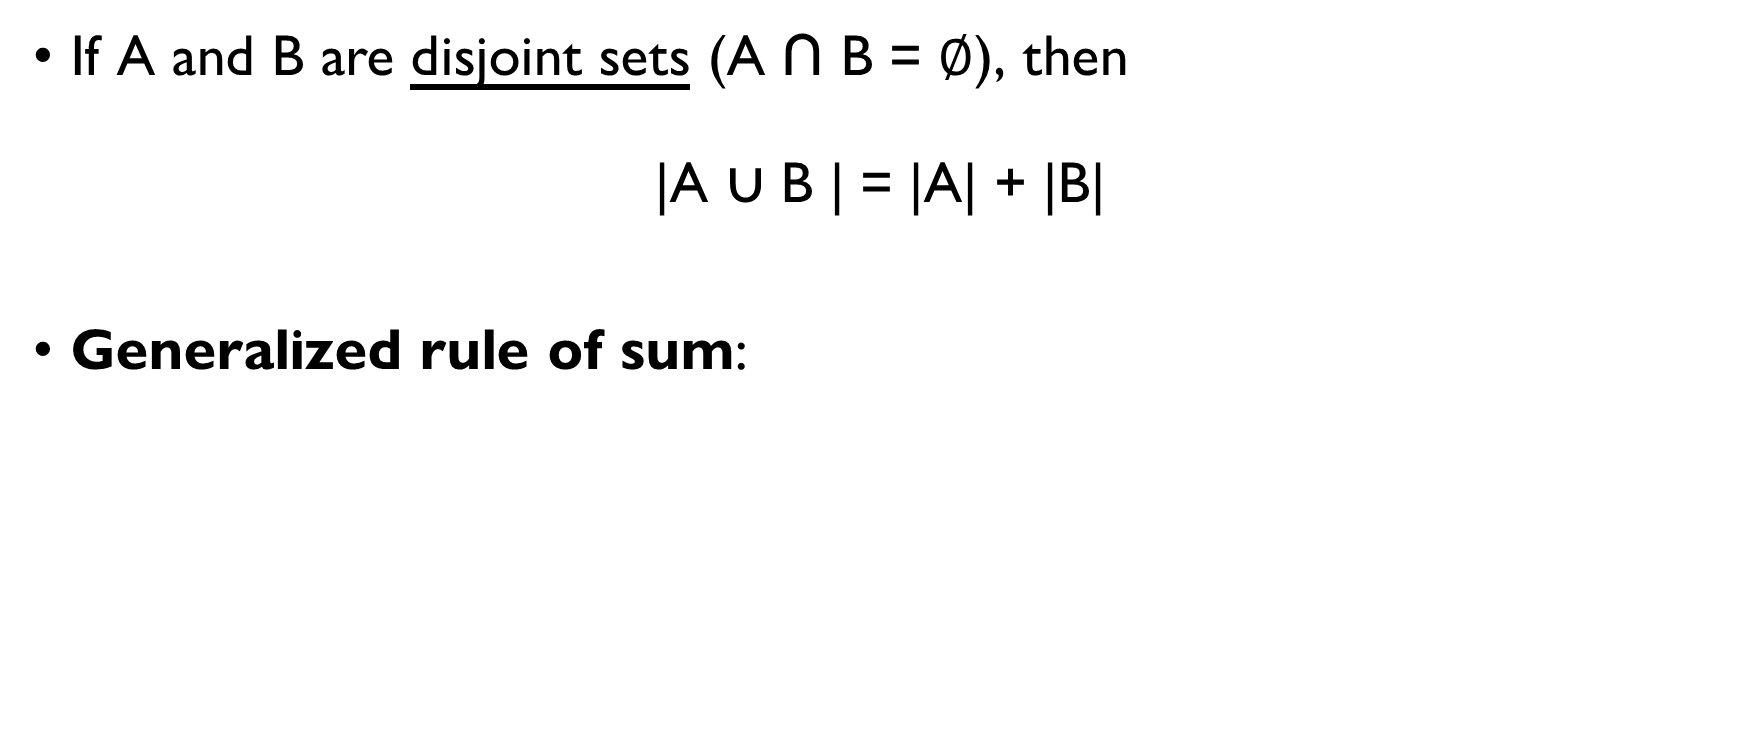 • If A and B are disjoint sets (A ∩ B = ∅), then
|A ∪ B | = |A| + |B|
• Generalized rule of sum: